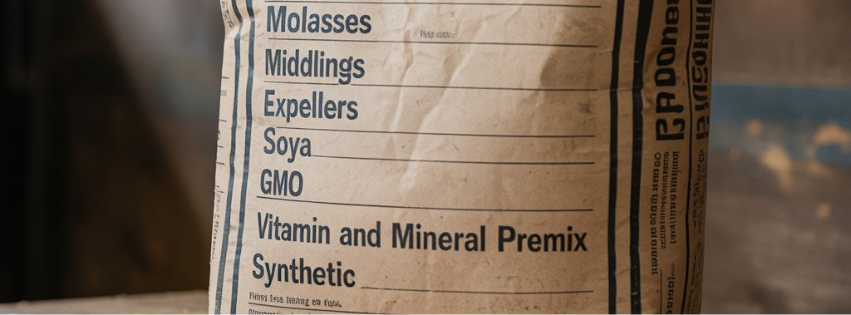 Molasses
Middlings
Expellers
Soya
GMO
Vitamin and Mineral Premix
Synthetic